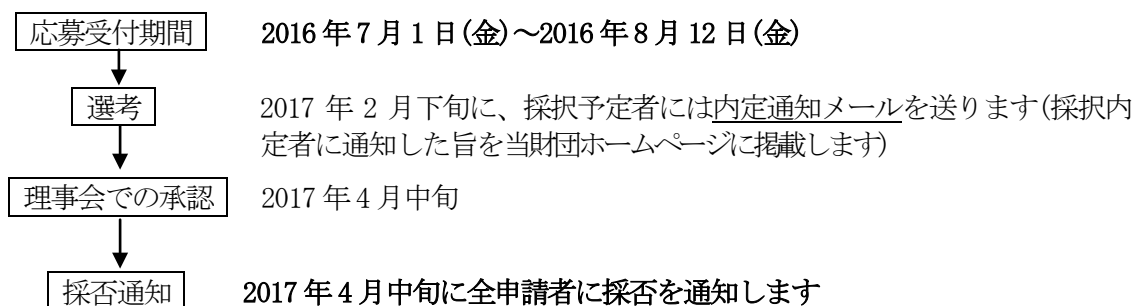 応募受付期間 2016年7月1日(金)～2016年8月12日(金)
選考 2017年2月下旬に、採択予定者には内定通知メールを送ります(採択内
定者に通知した旨を当財団ホームページに掲載します)
理事会での承認 2017年4月中旬
採否通知 2017年4月中旬に全申請者に採否を通知します